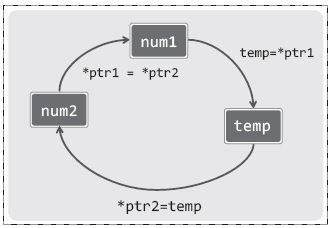 num1
temp=*ptr1
*ptr1 = *ptr2
num2
temp
*ptr2=temp